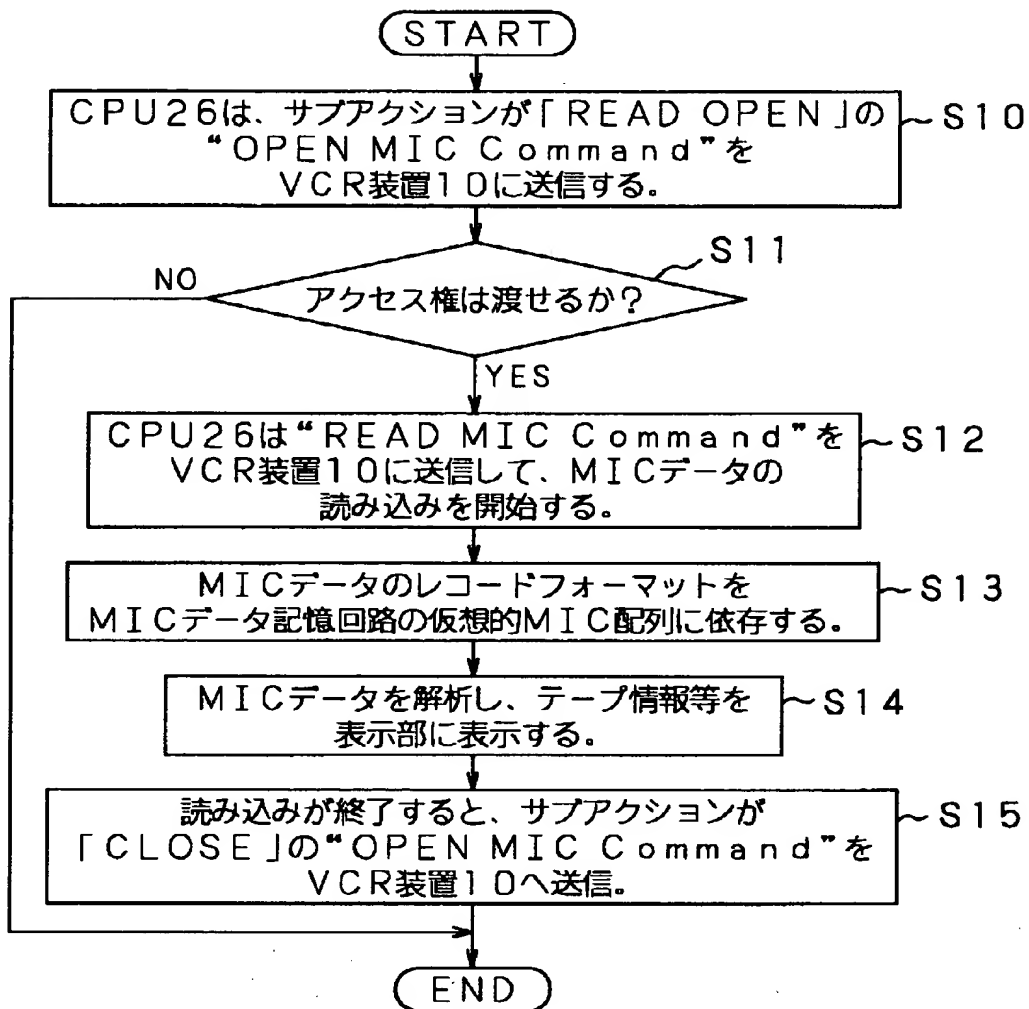 START
CPU26は、サブアクションが「READ OPEN」の
“OPEN MIC Command”を
VCR装置10に送信する。
S10
S11
NO
アクセス権は渡せるか?
YES
CPU26は“READ MIC Command”を
VCR装置10に送信して、MICデータの
読み込みを開始する。
S12
MICデータのレコードフォーマットを
MICデータ記憶回路の仮想的MIC配列に依存する。
S13
MICデータを解析し、テープ情報等を
表示部に表示する。
S14
読み込みが終了すると、サブアクションが
「CLOSE」の“OPEN MIC Command”を
VCR装置10へ送信。
S15
END